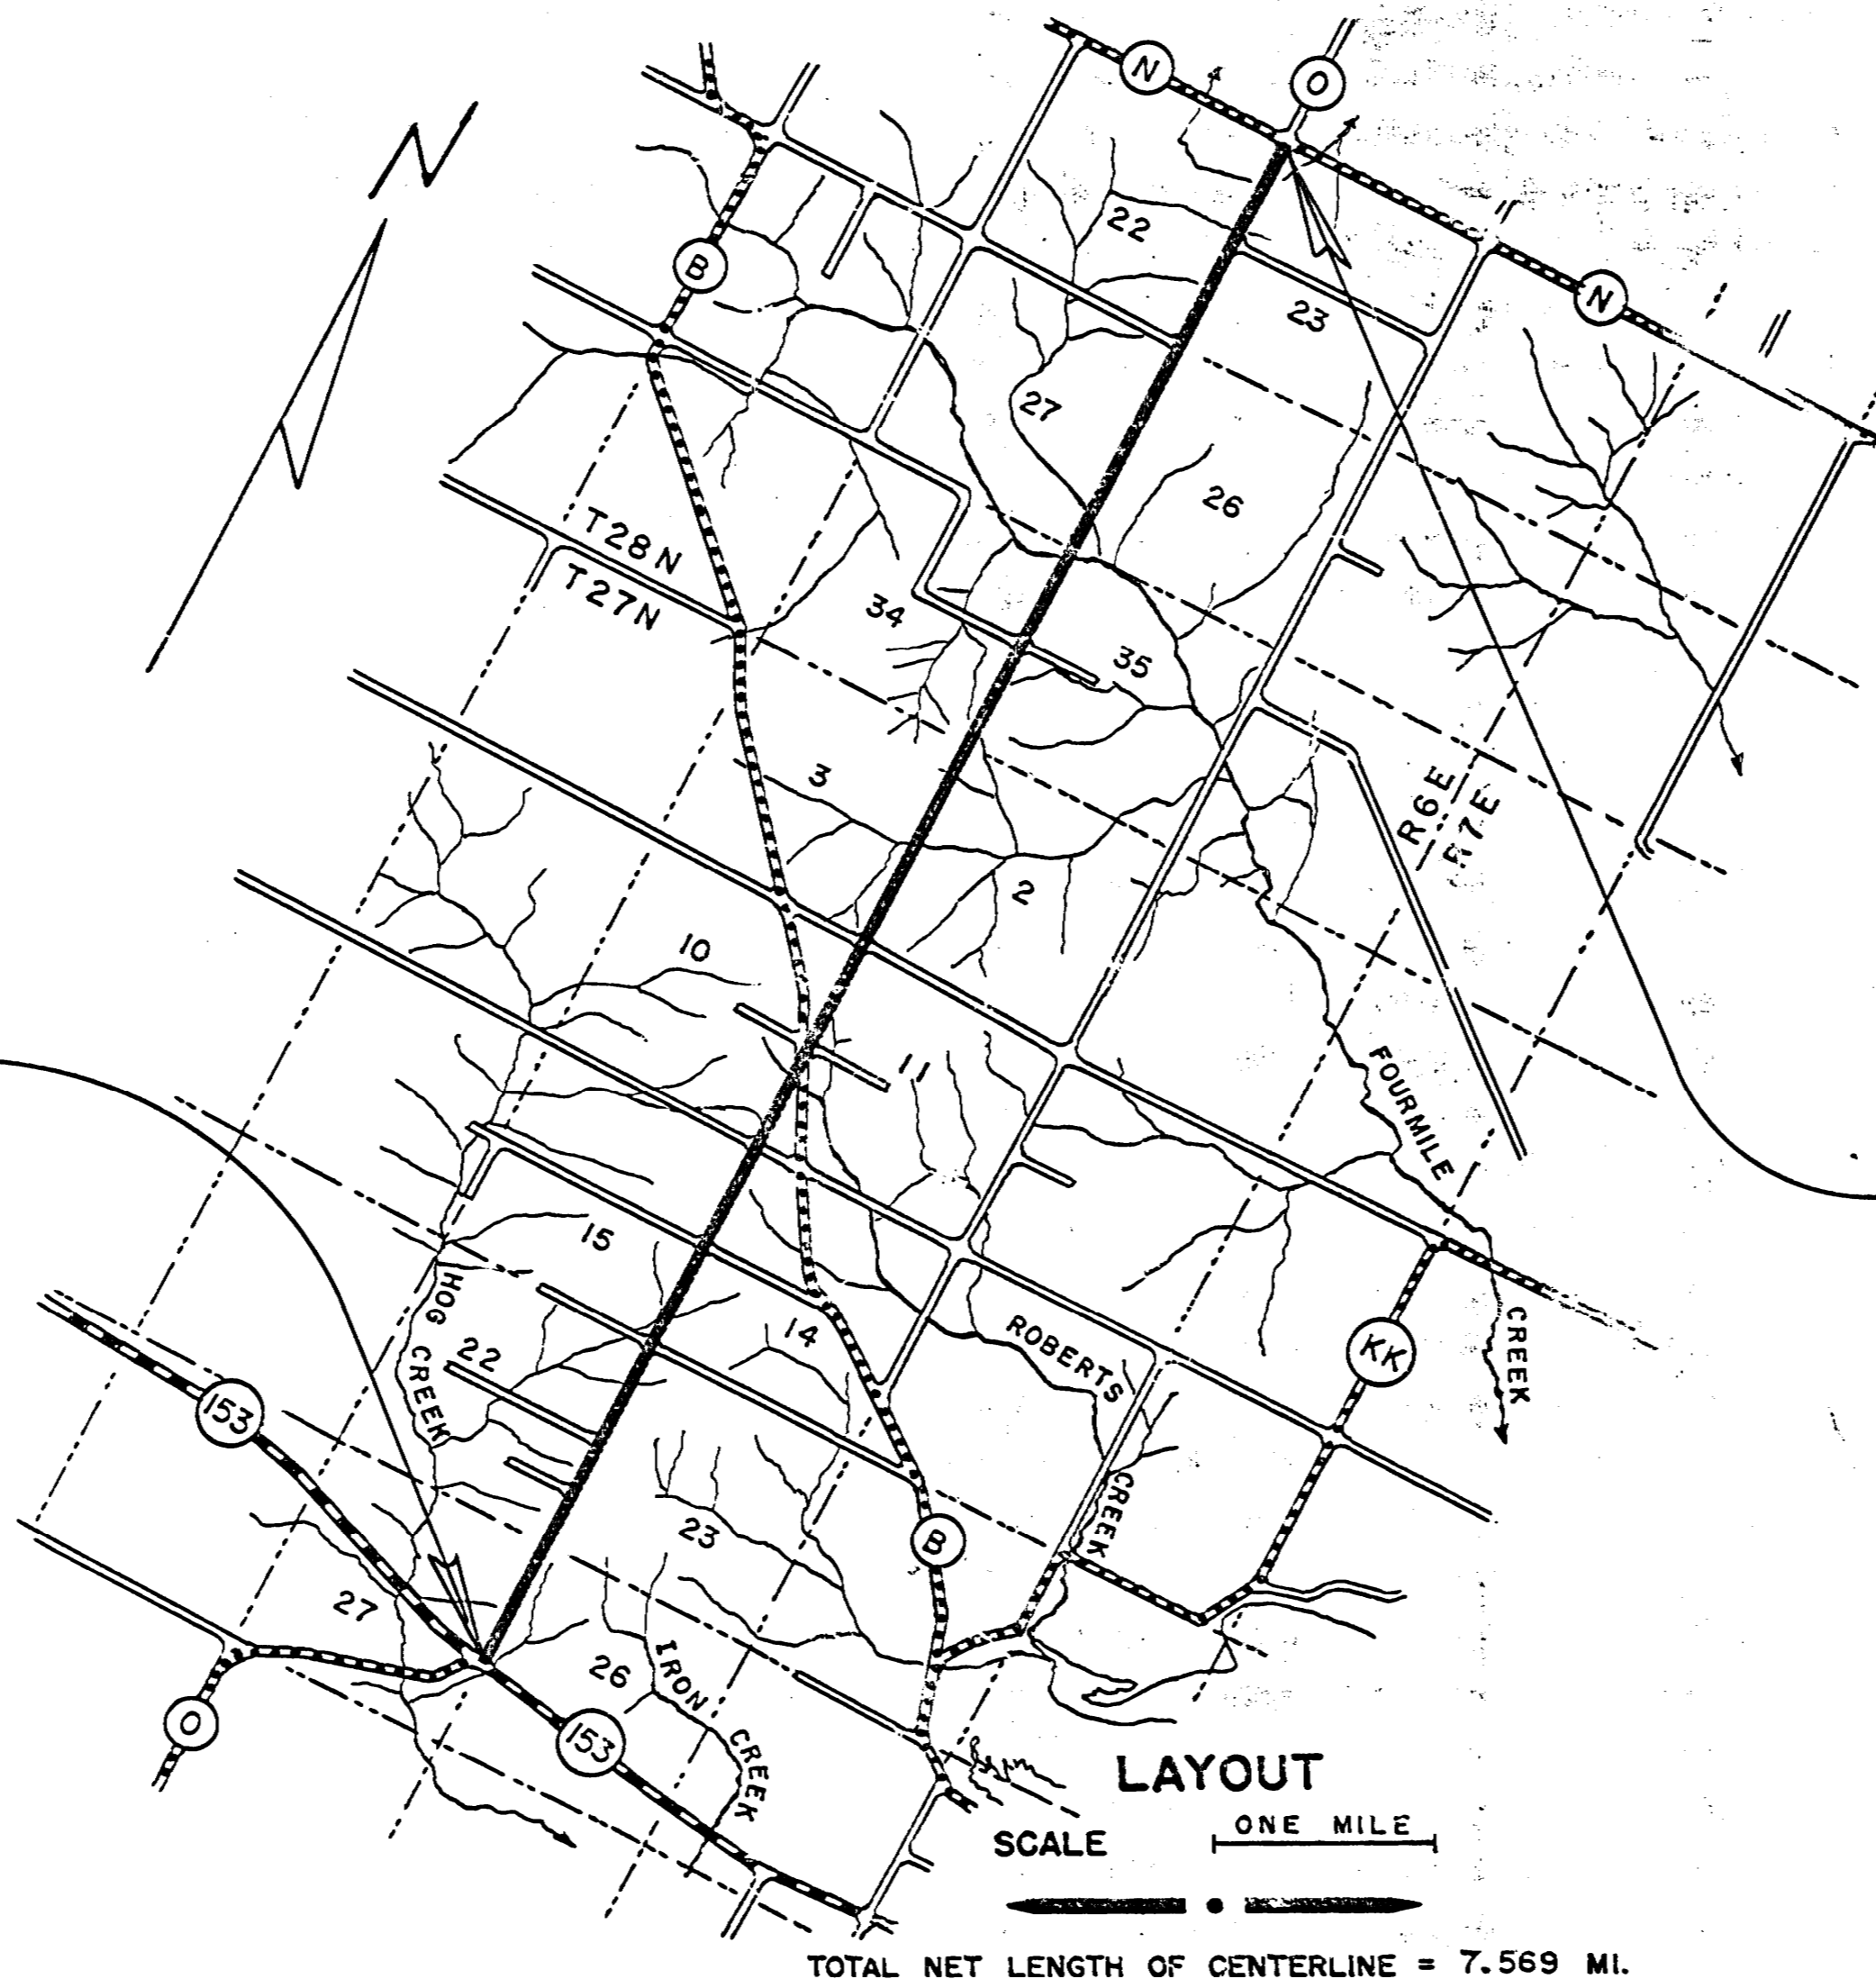 N
O
N
B
22
23
N
27
26
T28N
T27N
34
35
3
R6E
R7E
2
10
11
FOURMILE
CREEK
15
HOG
CREEK
14
ROBERTS
CREEK
KK
22
153
23
B
27
26
IRON
CREEK
O
153
LAYOUT
SCALE
ONE MILE
TOTAL NET LENGTH OF CENTERLINE = 7.569 MI.